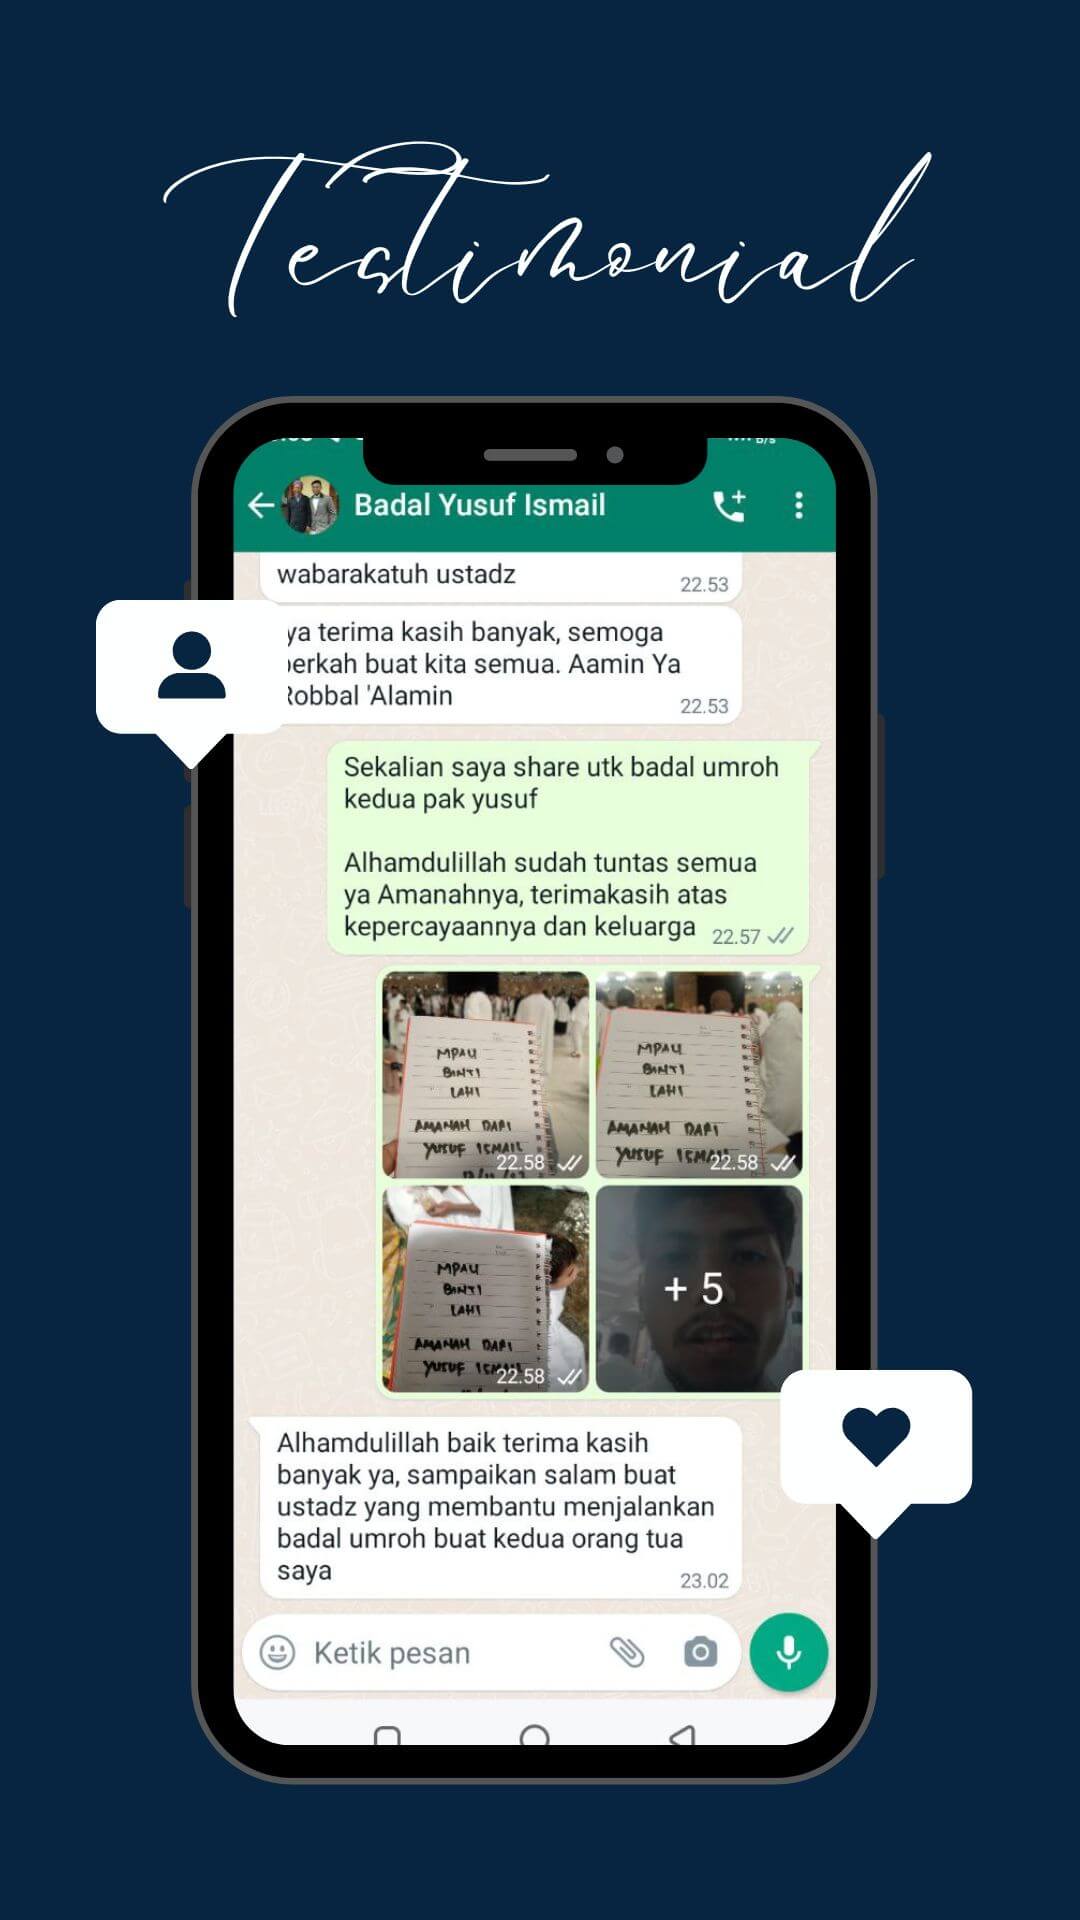 Testimonial
B/s
Badal Yusuf Ismail
wabarakatuh ustadz
22.53
ya terima kasih banyak, semoga
berkah buat kita semua. Aamin Ya
Robbal 'Alamin
22.53
Sekalian saya share utk badal umroh
kedua pak yusuf
Alhamdulillah sudah tuntas semua
ya Amanahnya, terimakasih atas
kepercayaannya dan keluarga
22.57
MPAU
BINTI
LAHI
AMANAH DARI
YUSUF ISMAIL
22.58
MPAU
BINTI
LAHI
AMANAH DARI
YUSUF ISMAIL
22.58
MPAU
BINTI
LAHI
AMANAH DARI
YUSUF ISMAIL
22.58
+ 5
Alhamdulillah baik terima kasih
banyak ya, sampaikan salam buat
ustadz yang membantu menjalankan
badal umroh buat kedua orang tua
saya
23.02
Ketik pesan